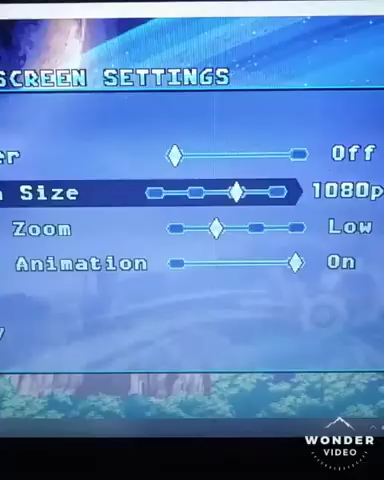 SCREEN SETTINGS
er Off
Size 1080p
Zoom Low
Animation On
WONDER
VIDEO